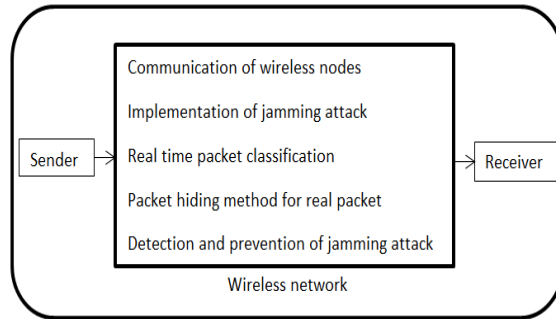 Communication of wireless nodes
Implementation of jamming attack
Sender
Real time packet classification
Receiver
Packet hiding method for real packet
Detection and prevention of jamming attack
Wireless network